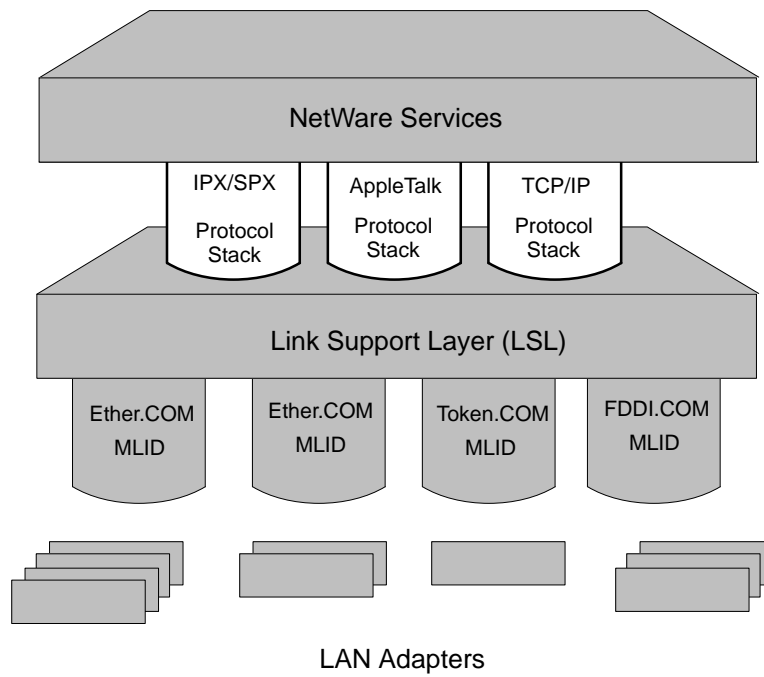 NetWare Services
IPX/SPX
Protocol
Stack
AppleTalk
Protocol
Stack
TCP/IP
Protocol
Stack
Link Support Layer (LSL)
Ether.COM
MLID
Ether.COM
MLID
Token.COM
MLID
FDDI.COM
MLID
LAN Adapters